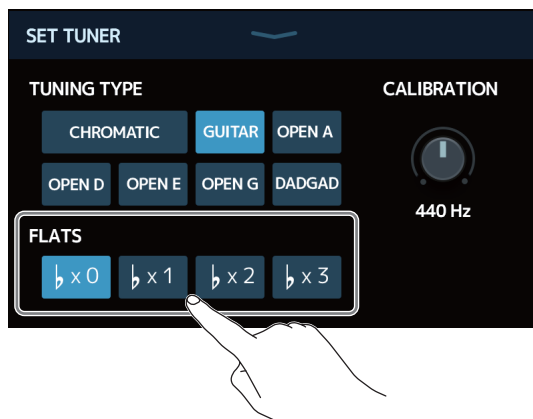 SET TUNER
TUNING TYPE
CALIBRATION
CHROMATIC GUITAR OPEN A
OPEN D OPEN E OPEN G DADGAD
440 Hz
FLATS
♭ x 0 ♭ x 1 ♭ x 2 ♭ x 3